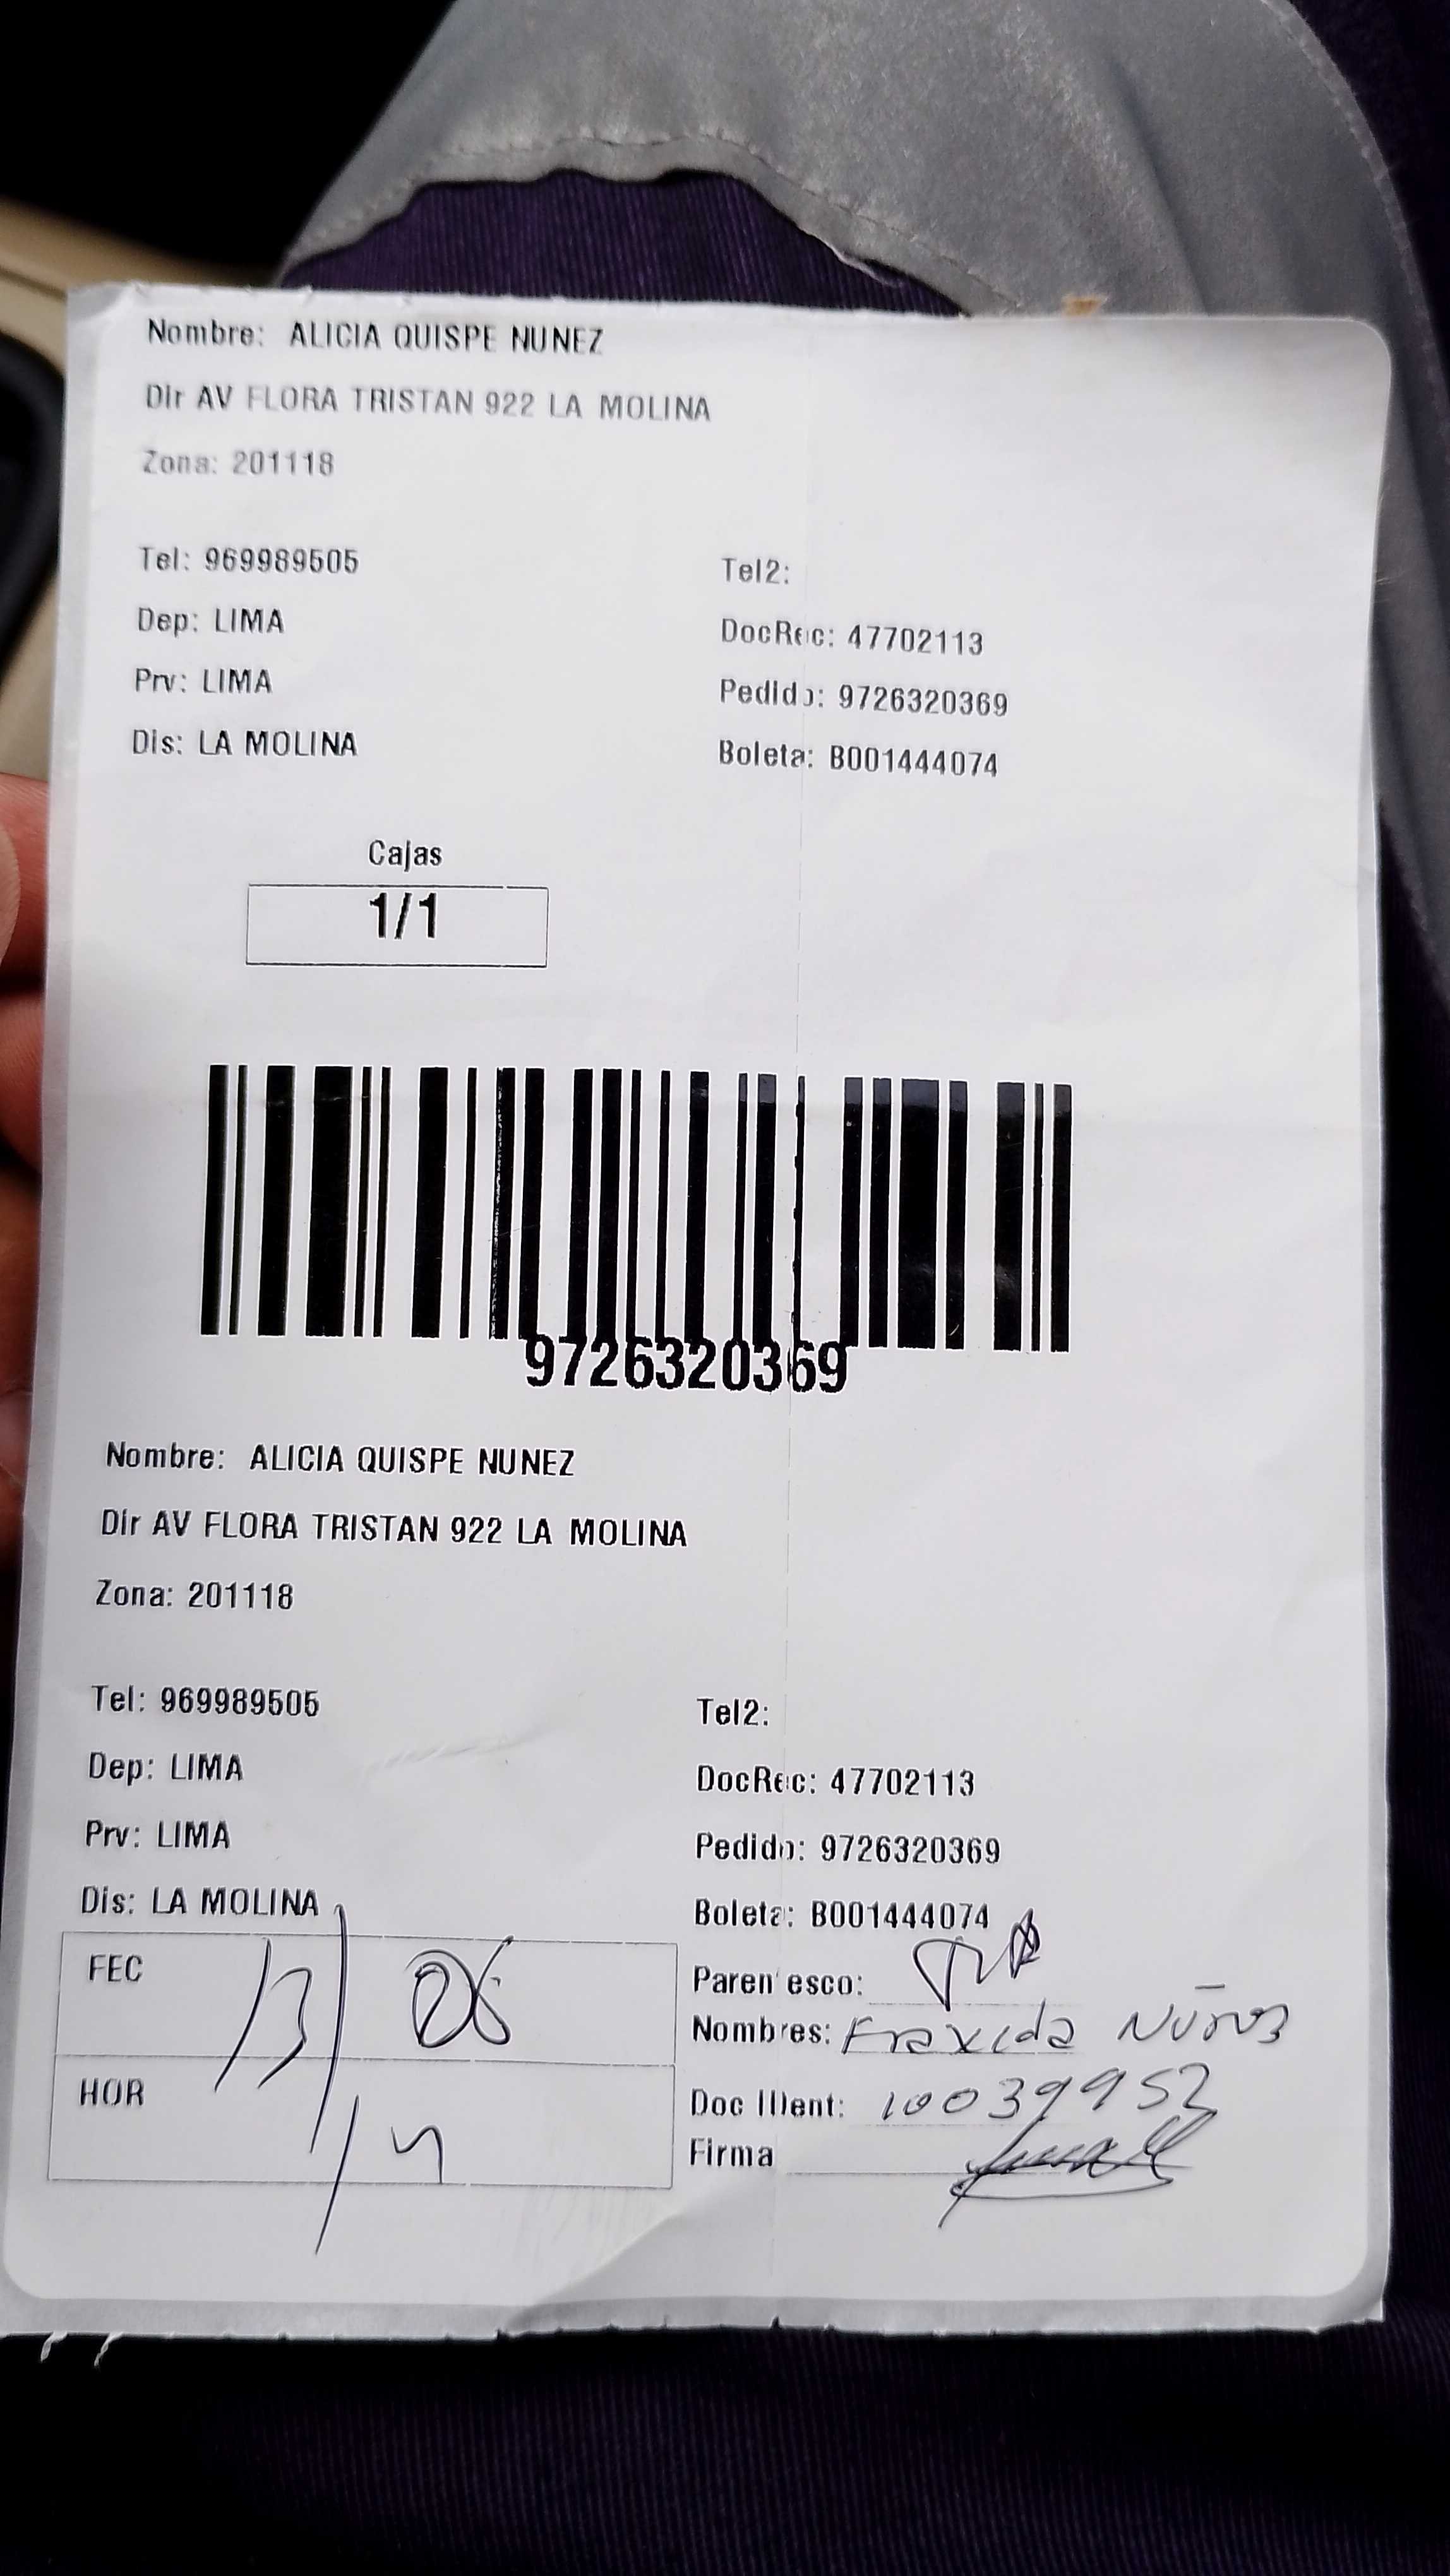 Nombre: ALICIA QUISPE NUNEZ
Dir AV FLORA TRISTAN 922 LA MOLINA
Zona: 201118
Tel: 969989505 Tel2:
Dep: LIMA DocRec: 47702113
Prv: LIMA Pedido: 9726320369
Dis: LA MOLINA Boleta: B001444074
Cajas
1/1
9726320369
Nombre: ALICIA QUISPE NUNEZ
Dir AV FLORA TRISTAN 922 LA MOLINA
Zona: 201118
Tel: 969989505 Tel2:
Dep: LIMA DocRec: 47702113
Prv: LIMA Pedido: 9726320369
Dis: LA MOLINA Boleta: B001444074
FEC 13/06 Parentesco:
HOR Nombres:
Doc Ident: 10039952
Firma